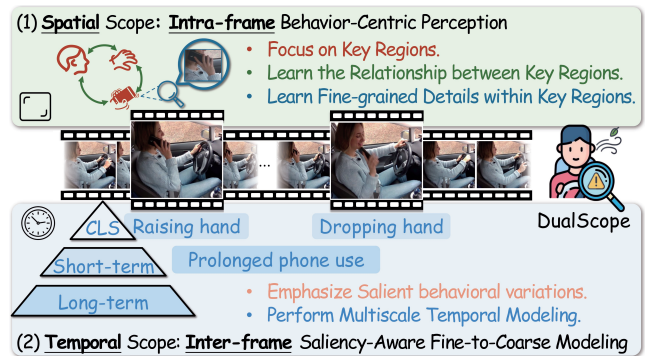 (1) Spatial Scope: Intra-frame Behavior-Centric Perception
• Focus on Key Regions.
• Learn the Relationship between Key Regions.
• Learn Fine-grained Details within Key Regions.
...
DualScope
CLS
Raising hand
Dropping hand
Short-term
Prolonged phone use
Long-term
• Emphasize Salient behavioral variations.
• Perform Multiscale Temporal Modeling.
(2) Temporal Scope: Inter-frame Saliency-Aware Fine-to-Coarse Modeling